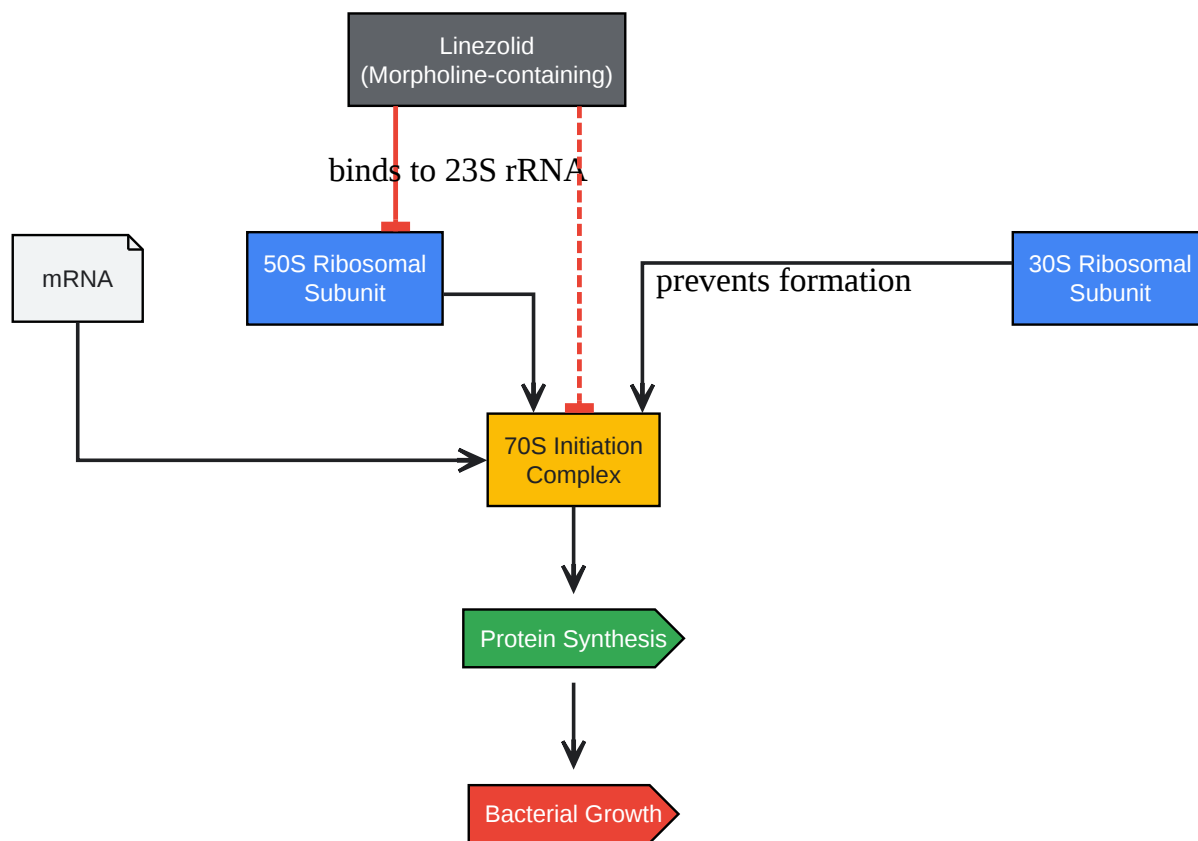 Linezolid
(Morpholine-containing)
binds to 23S rRNA
mRNA
50S Ribosomal
Subunit
prevents formation
30S Ribosomal
Subunit
70S Initiation
Complex
Protein Synthesis
Bacterial Growth